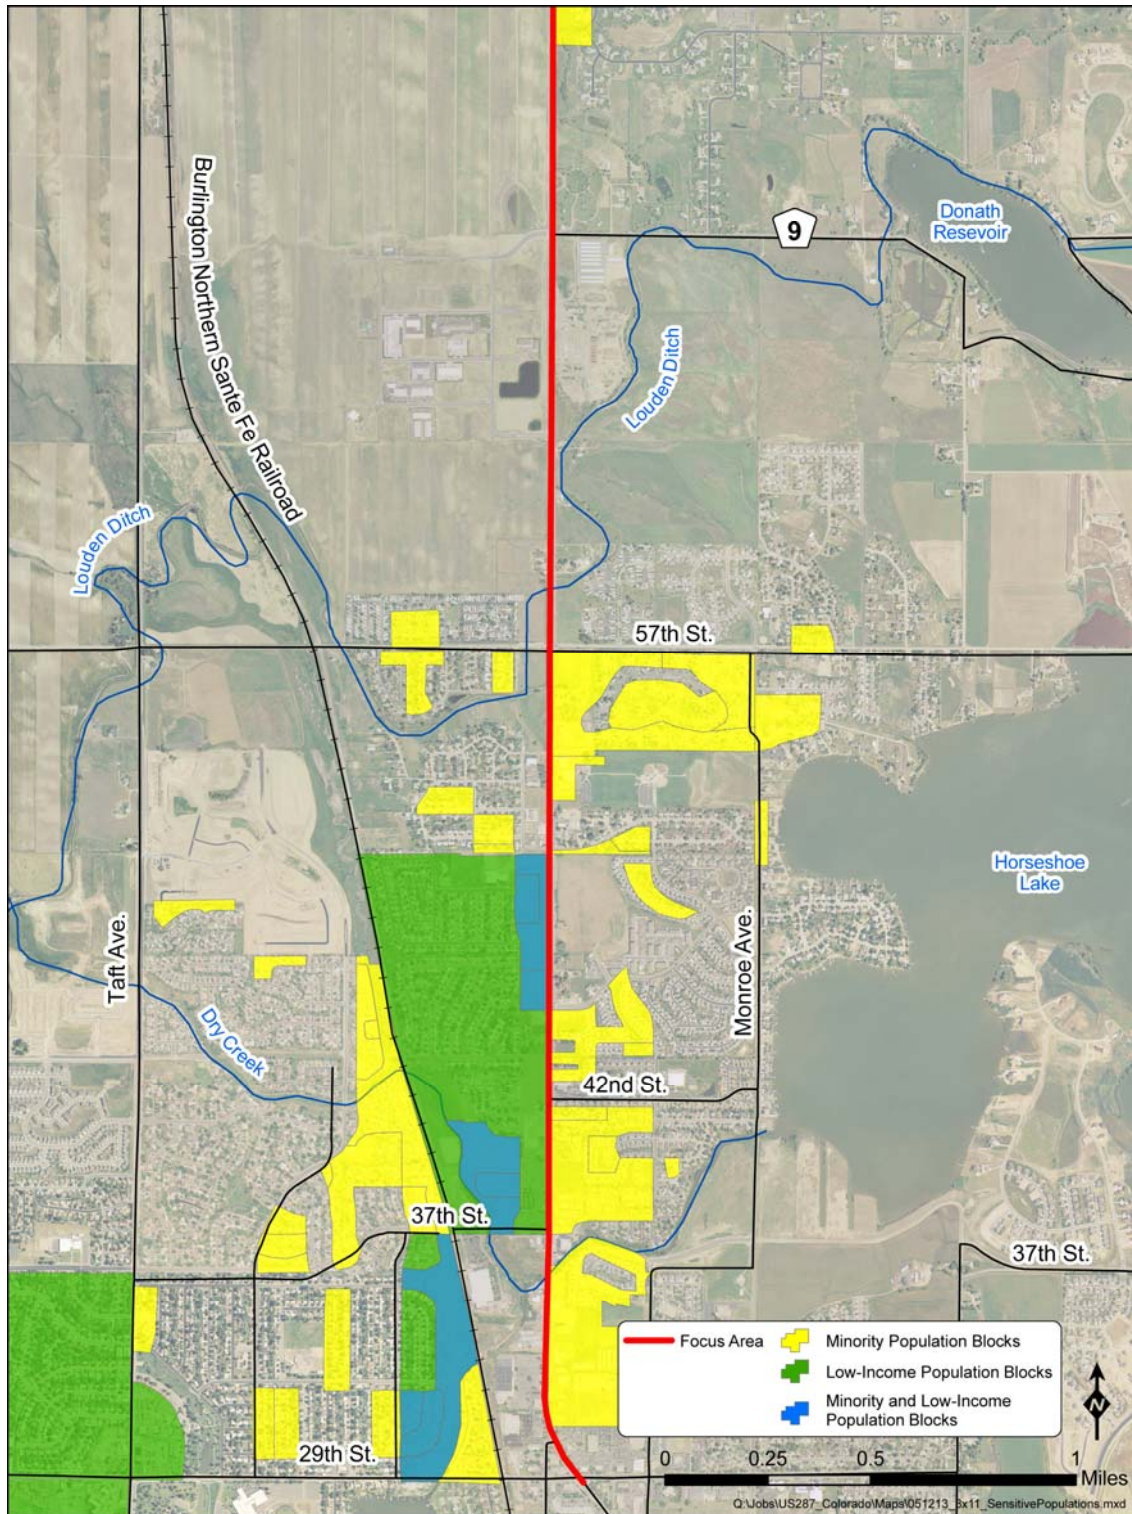 9
Donath
Resevoir
Burlington Northern Sante Fe Railroad
Louden Ditch
Louden Ditch
57th St.
Horseshoe
Lake
Taft Ave.
Monroe Ave.
Dry Creek
42nd St.
37th St.
37th St.
Focus Area
Minority Population Blocks
Low-Income Population Blocks
Minority and Low-Income
Population Blocks
N
29th St.
0 0.25 0.5 1
Miles
Q:\Jobs\US287_Colorado\Maps\051213_8x11_SensitivePopulations.mxd